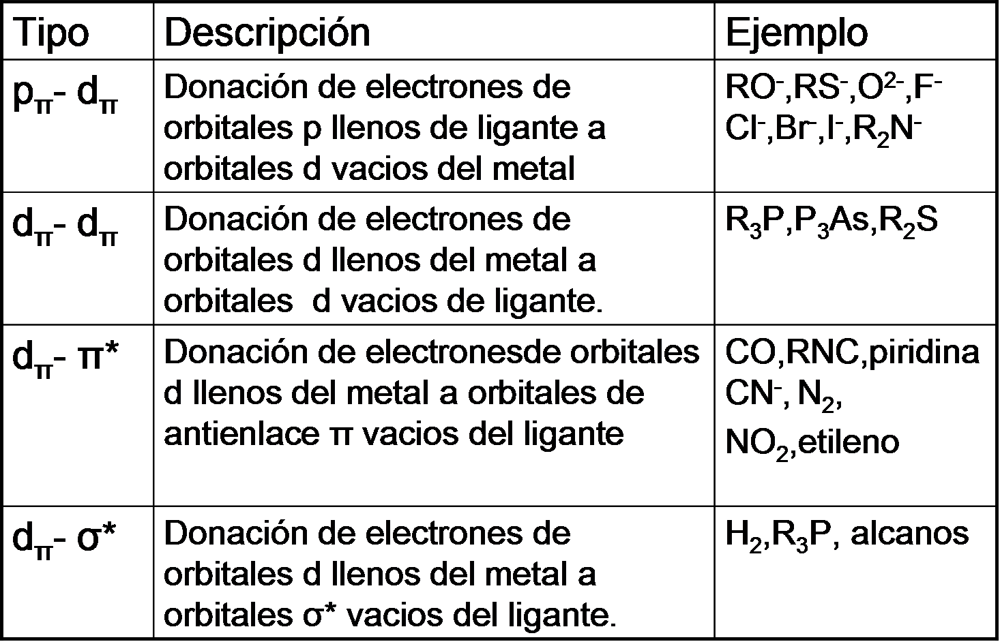 Tipo Descripción Ejemplo
pπ- dπ Donación de electrones de RO⁻,RS⁻,O²⁻,F⁻
orbitales p llenos de ligante a Cl⁻,Br⁻,I⁻,R₂N⁻
orbitales d vacios del metal
dπ- dπ Donación de electrones de R₃P,P₃As,R₂S
orbitales d llenos del metal a
orbitales d vacios de ligante.
dπ- π* Donación de electronesde orbitales CO,RNC,piridina
d llenos del metal a orbitales de CN⁻, N₂,
antienlace π vacios del ligante NO₂,etileno
dπ- σ* Donación de electrones de H₂,R₃P, alcanos
orbitales d llenos del metal a
orbitales σ* vacios del ligante.